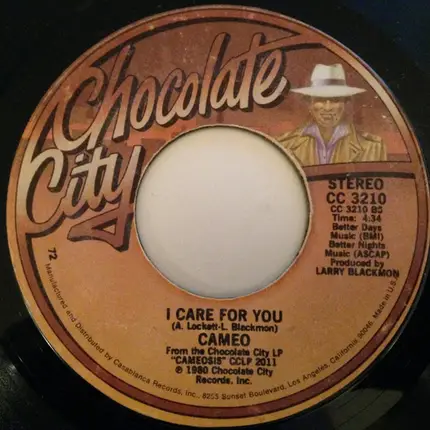 Chocolate
City
STEREO
CC 3210
CC 3210 BS
Time: 4:34
Better Days
Music (BMI)
Better Nights
Music (ASCAP)
Produced by
LARRY BLACKMON
72
I CARE FOR YOU
(A. Lockett-L. Blackmon)
CAMEO
From the Chocolate City LP
"CAMEOSIS" CCLP 2011
© 1980 Chocolate City
Records, Inc.
Manufactured and Distributed by Casablanca Records, Inc., 8255 Sunset Boulevard, Los Angeles, California 90046. Made in U.S.A.